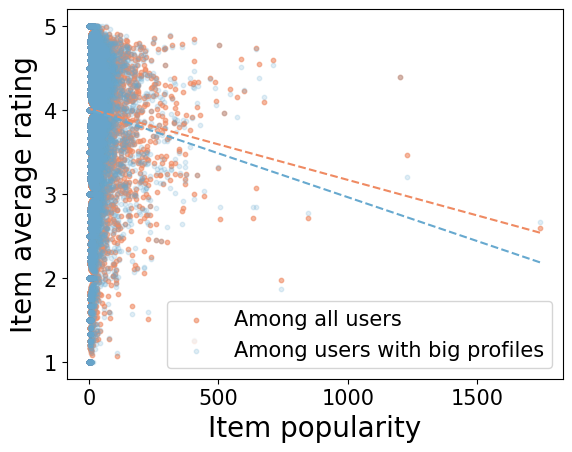 Item average rating
5
4
3
2
1
Among all users
Among users with big profiles
0
500
1000
1500
Item popularity